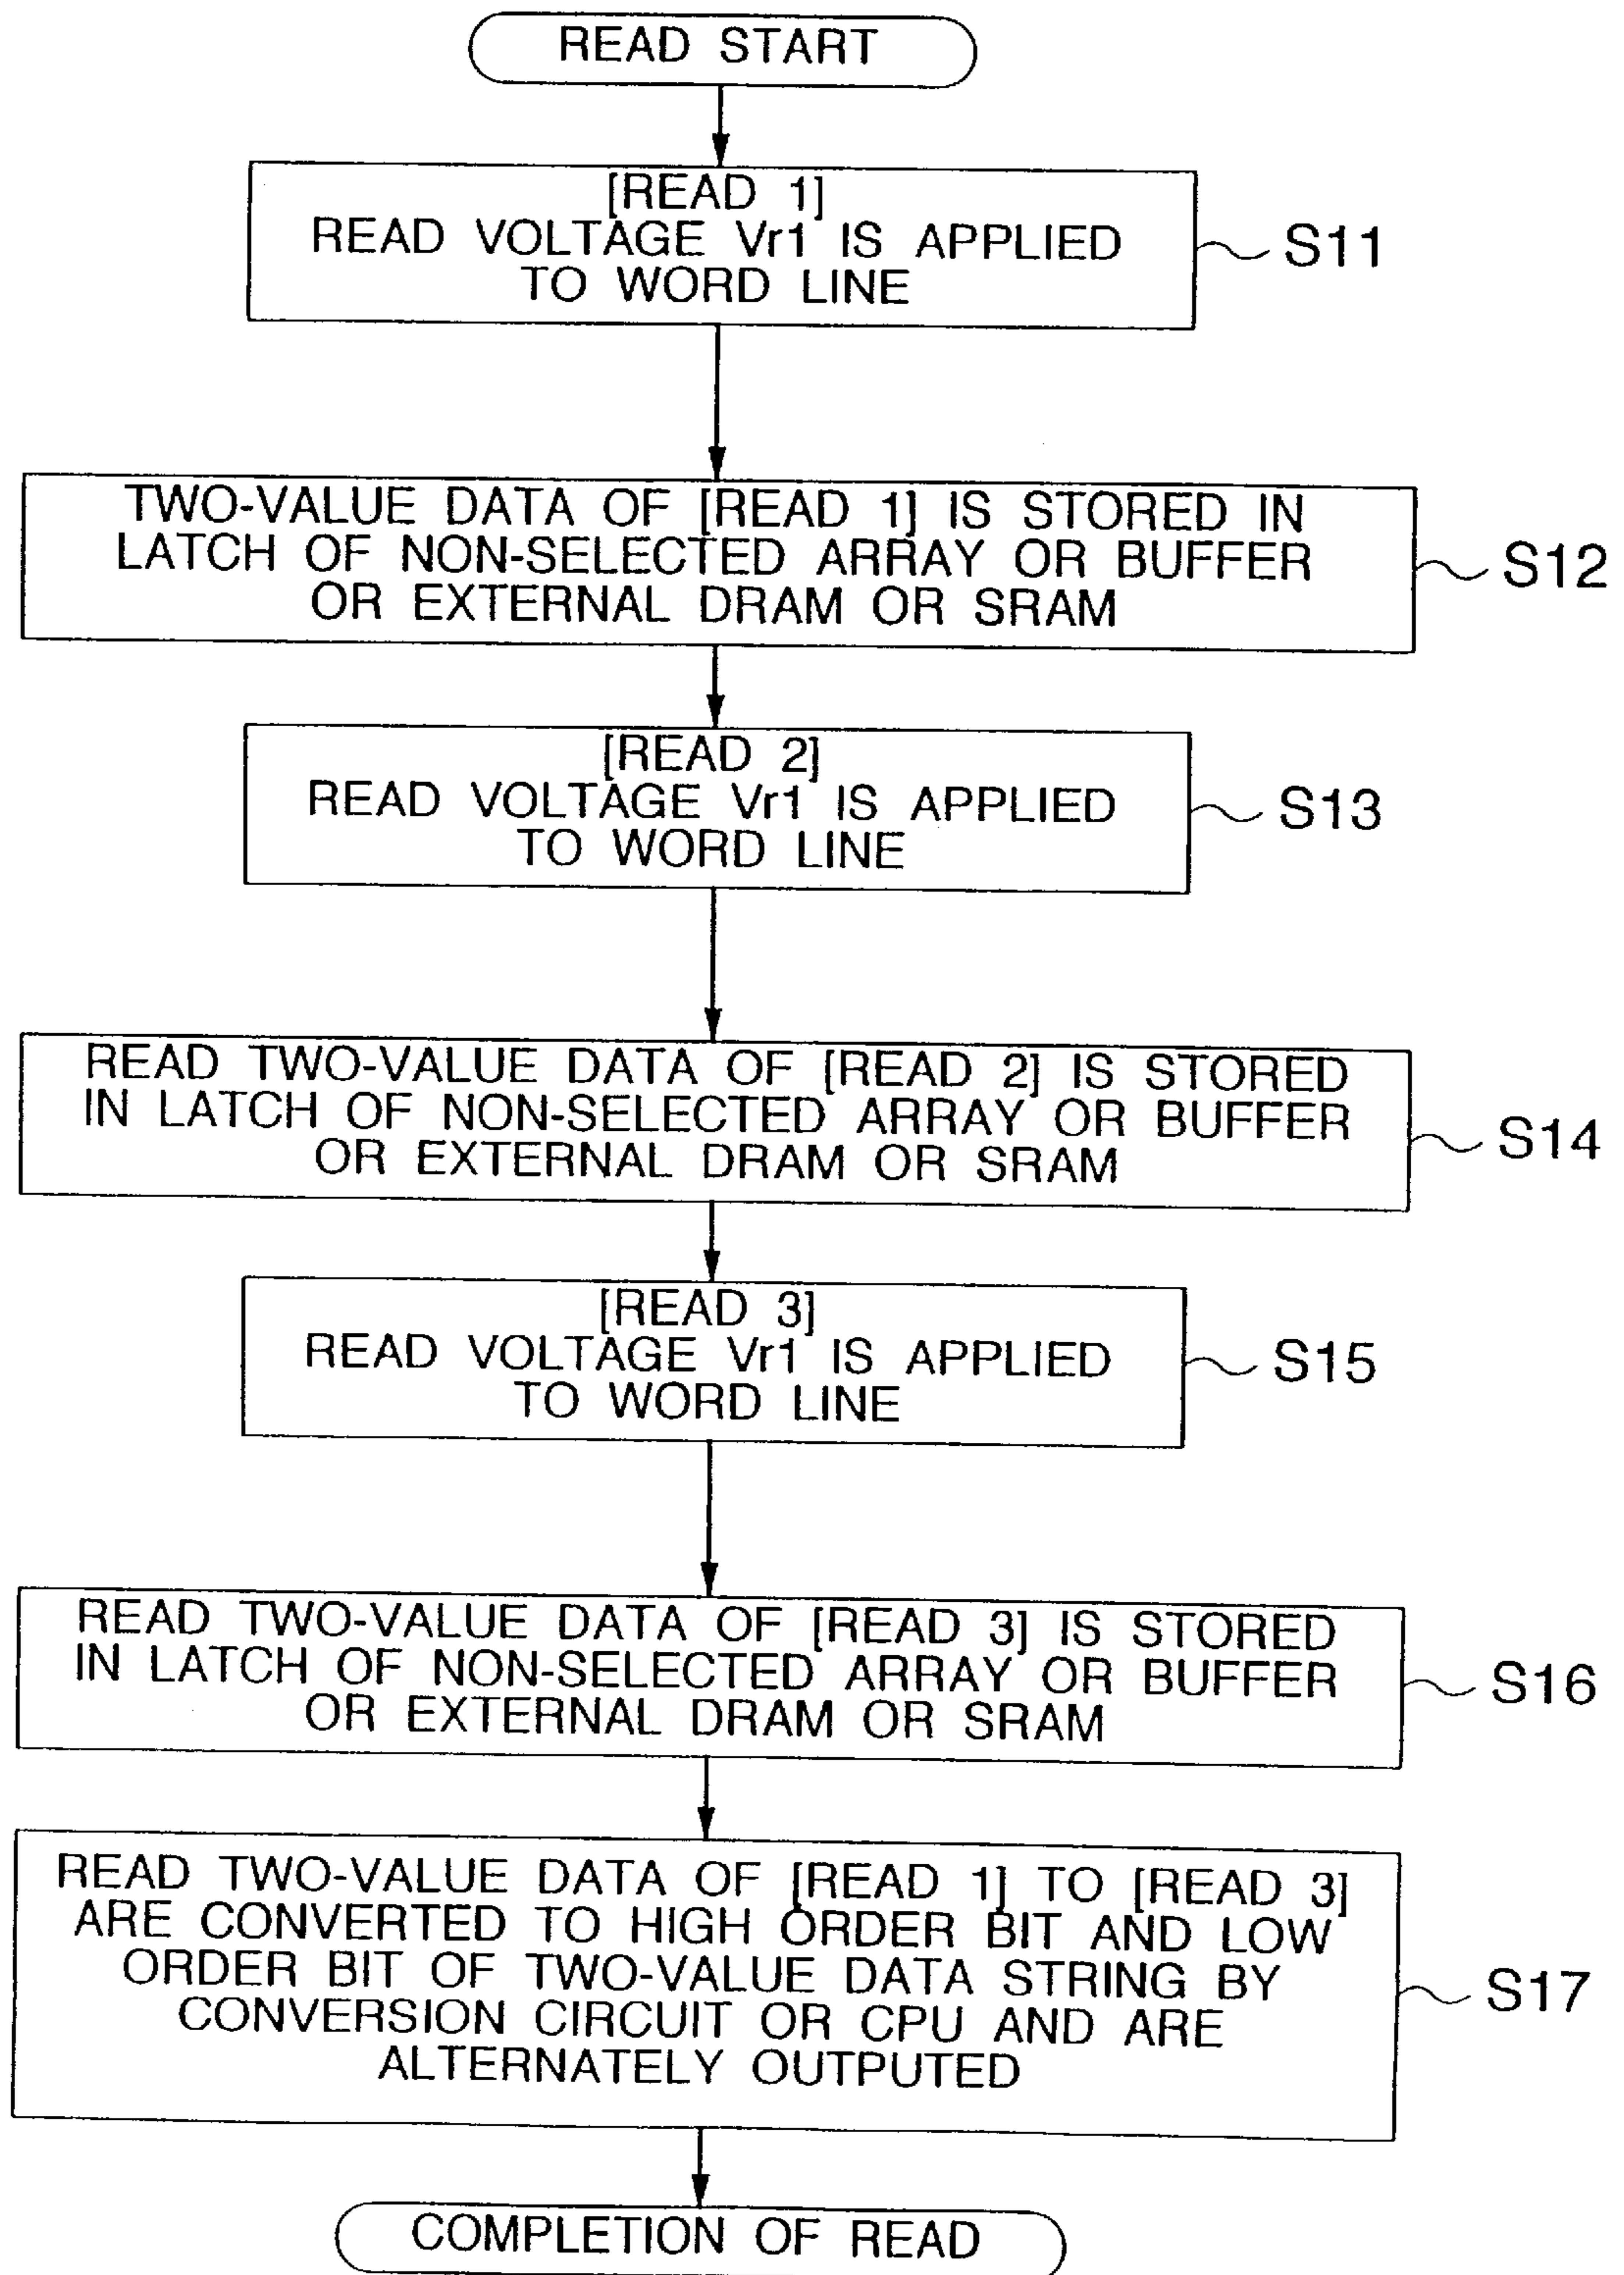 READ START
[READ 1]
READ VOLTAGE Vr1 IS APPLIED
TO WORD LINE
S11
TWO-VALUE DATA OF [READ 1] IS STORED IN
LATCH OF NON-SELECTED ARRAY OR BUFFER
OR EXTERNAL DRAM OR SRAM
S12
[READ 2]
READ VOLTAGE Vr1 IS APPLIED
TO WORD LINE
S13
READ TWO-VALUE DATA OF [READ 2] IS STORED
IN LATCH OF NON-SELECTED ARRAY OR BUFFER
OR EXTERNAL DRAM OR SRAM
S14
[READ 3]
READ VOLTAGE Vr1 IS APPLIED
TO WORD LINE
S15
READ TWO-VALUE DATA OF [READ 3] IS STORED
IN LATCH OF NON-SELECTED ARRAY OR BUFFER
OR EXTERNAL DRAM OR SRAM
S16
READ TWO-VALUE DATA OF [READ 1] TO [READ 3]
ARE CONVERTED TO HIGH ORDER BIT AND LOW
ORDER BIT OF TWO-VALUE DATA STRING BY
CONVERSION CIRCUIT OR CPU AND ARE
ALTERNATELY OUTPUTED
S17
COMPLETION OF READ